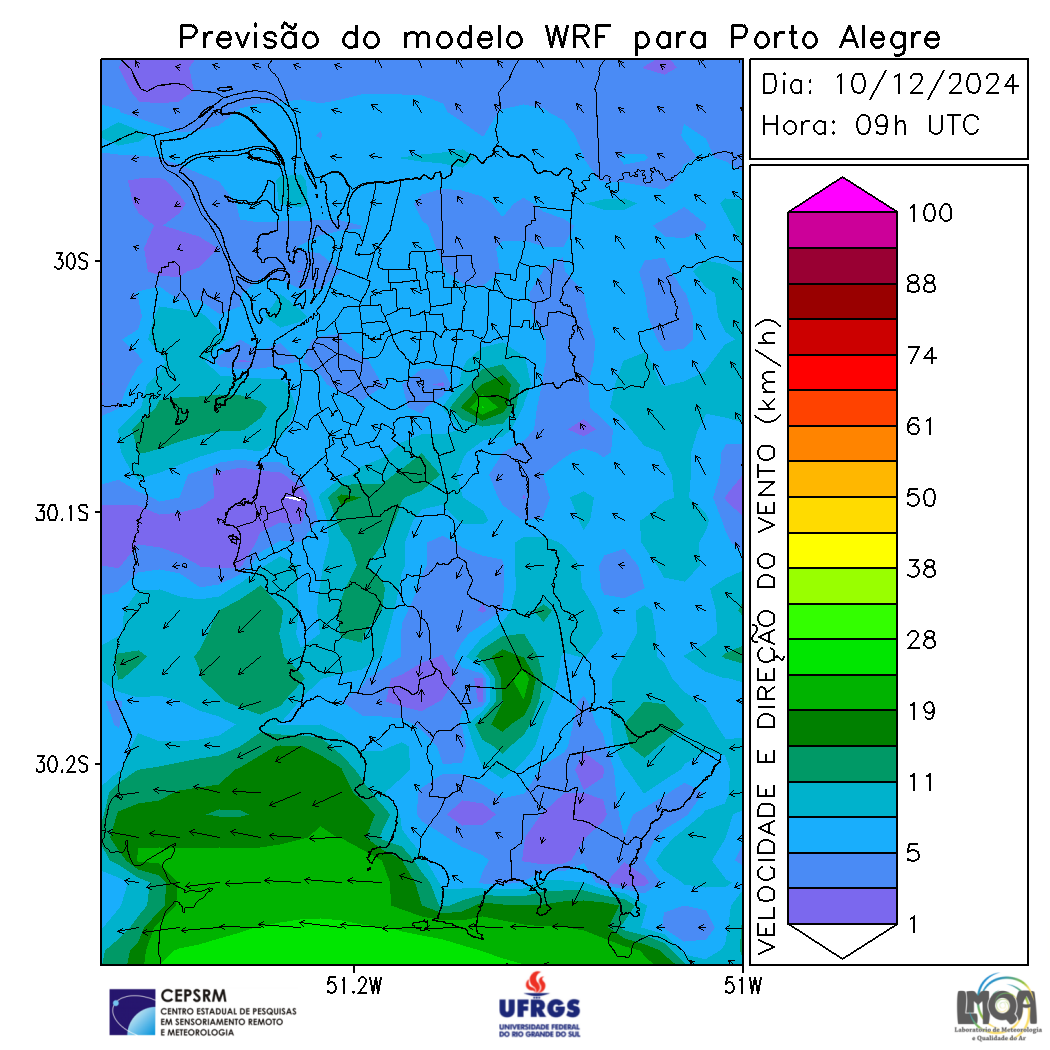 Previsão do modelo WRF para Porto Alegre
Dia: 10/12/2024
Hora: 09h UTC
30S
30.1S
30.2S
51.2W
51W
VELOCIDADE E DIREÇÃO DO VENTO (km/h)
100
88
74
61
50
38
28
19
11
5
1
CEPSRM
CENTRO ESTADUAL DE PESQUISAS
EM SENSORIAMENTO REMOTO
E METEOROLOGIA
UFRGS
UNIVERSIDADE FEDERAL
DO RIO GRANDE DO SUL
LMQA
Laboratório de Meteorologia
e Qualidade do Ar